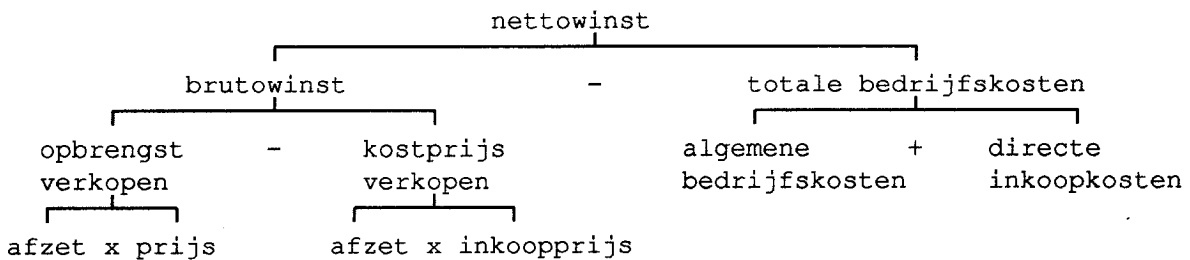 nettowinst
brutowinst - totale bedrijfskosten
opbrengst - kostprijs algemene + directe
verkopen verkopen bedrijfskosten inkoopkosten
afzet x prijs afzet x inkoopprijs